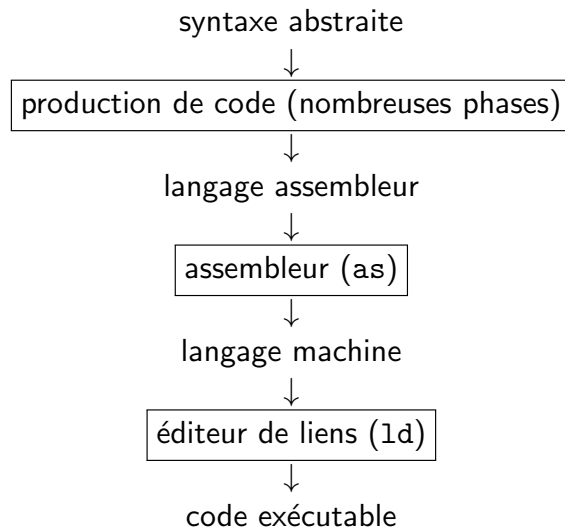 syntaxe abstraite
↓
production de code (nombreuses phases)
↓
langage assembleur
↓
assembleur (as)
↓
langage machine
↓
éditeur de liens (ld)
↓
code exécutable